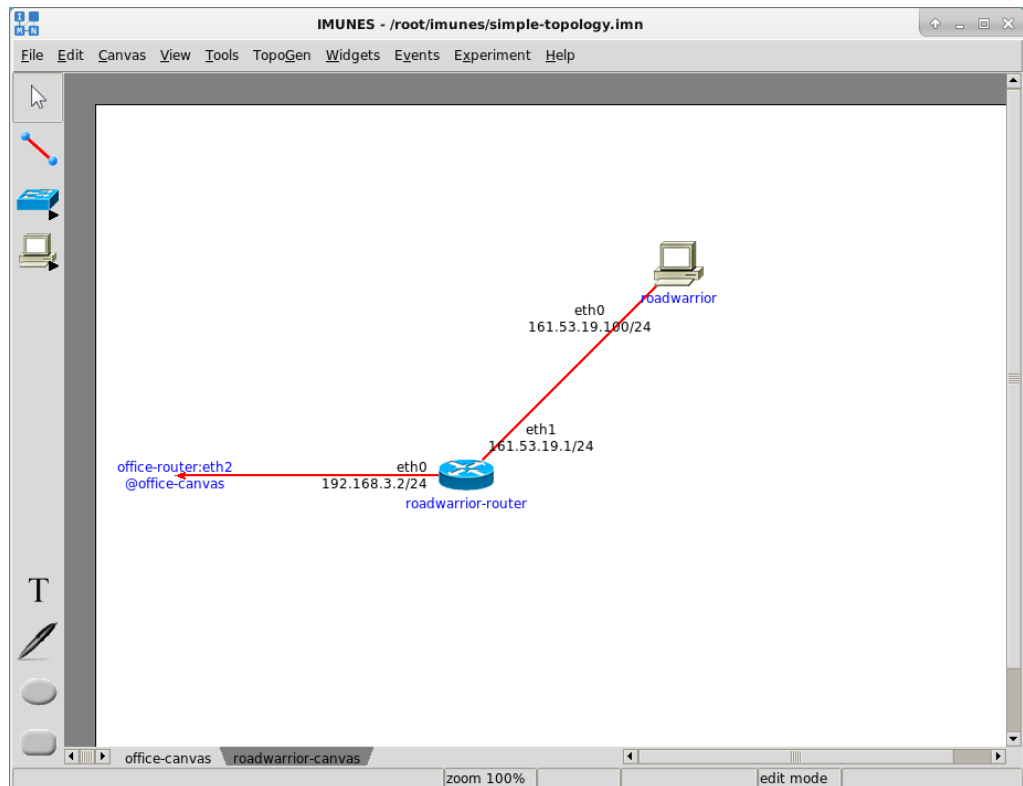 IMUNES - /root/imunes/simple-topology.imn
File Edit Canvas View Tools TopoGen Widgets Events Experiment Help
roadwarrior
eth0
161.53.19.100/24
eth1
161.53.19.1/24
office-router:eth2
@office-canvas
eth0
192.168.3.2/24
roadwarrior-router
T
office-canvas roadwarrior-canvas
zoom 100% edit mode